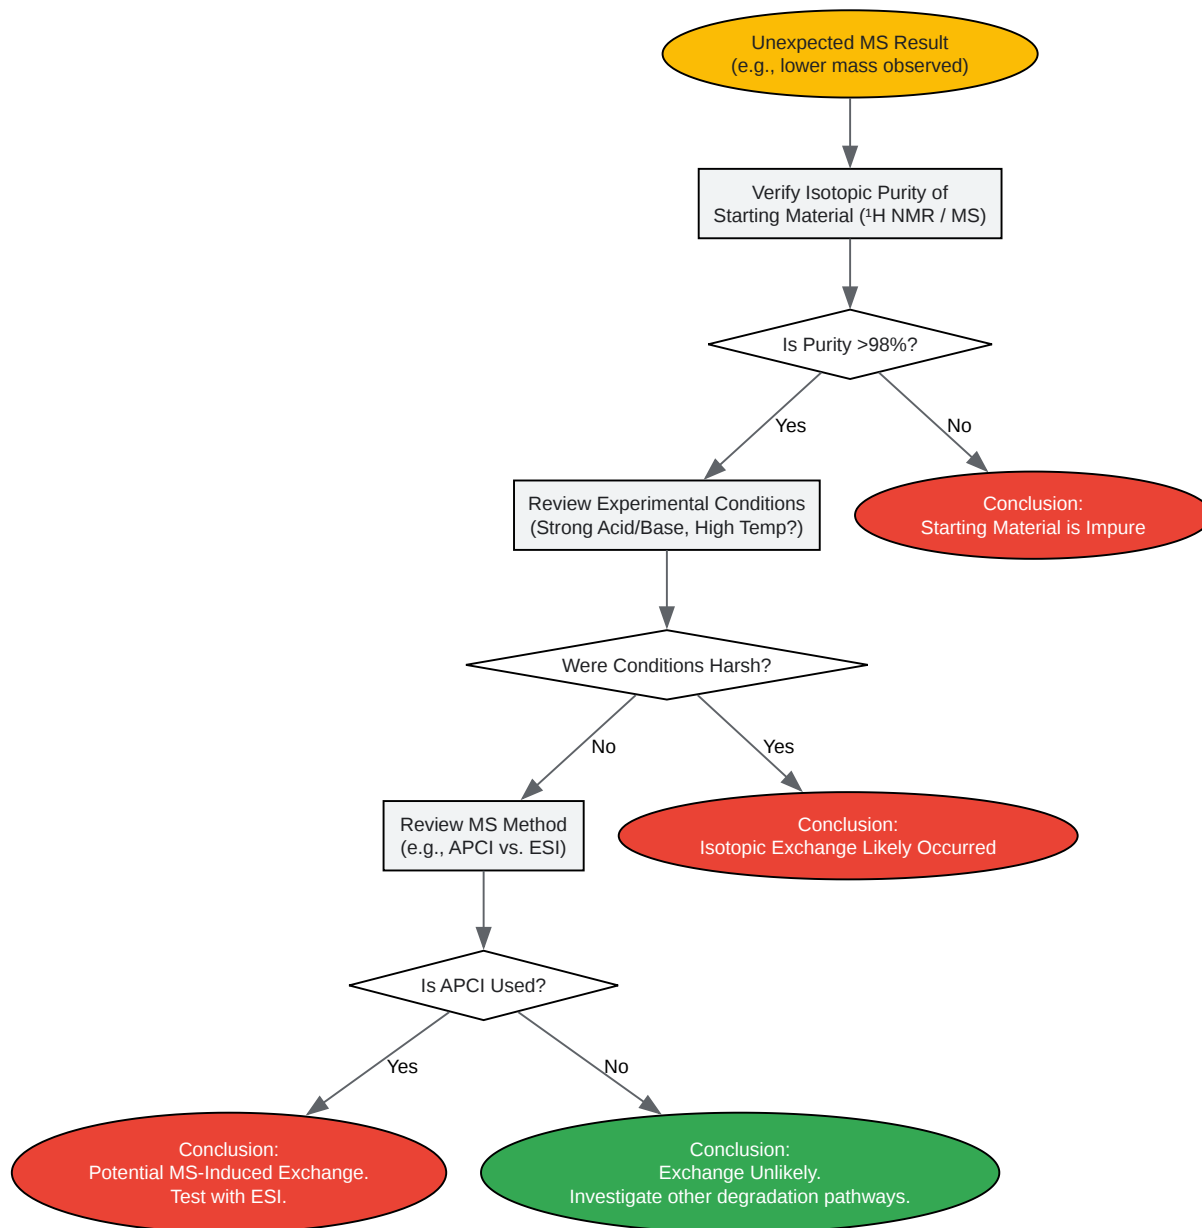 Unexpected MS Result
(e.g., lower mass observed)
Verify Isotopic Purity of
Starting Material (¹H NMR / MS)
Is Purity >98%?
Yes
No
Review Experimental Conditions
(Strong Acid/Base, High Temp?)
Conclusion:
Starting Material is Impure
Were Conditions Harsh?
No
Yes
Review MS Method
(e.g., APCI vs. ESI)
Conclusion:
Isotopic Exchange Likely Occurred
Is APCI Used?
Yes
No
Conclusion:
Potential MS-Induced Exchange.
Test with ESI.
Conclusion:
Exchange Unlikely.
Investigate other degradation pathways.